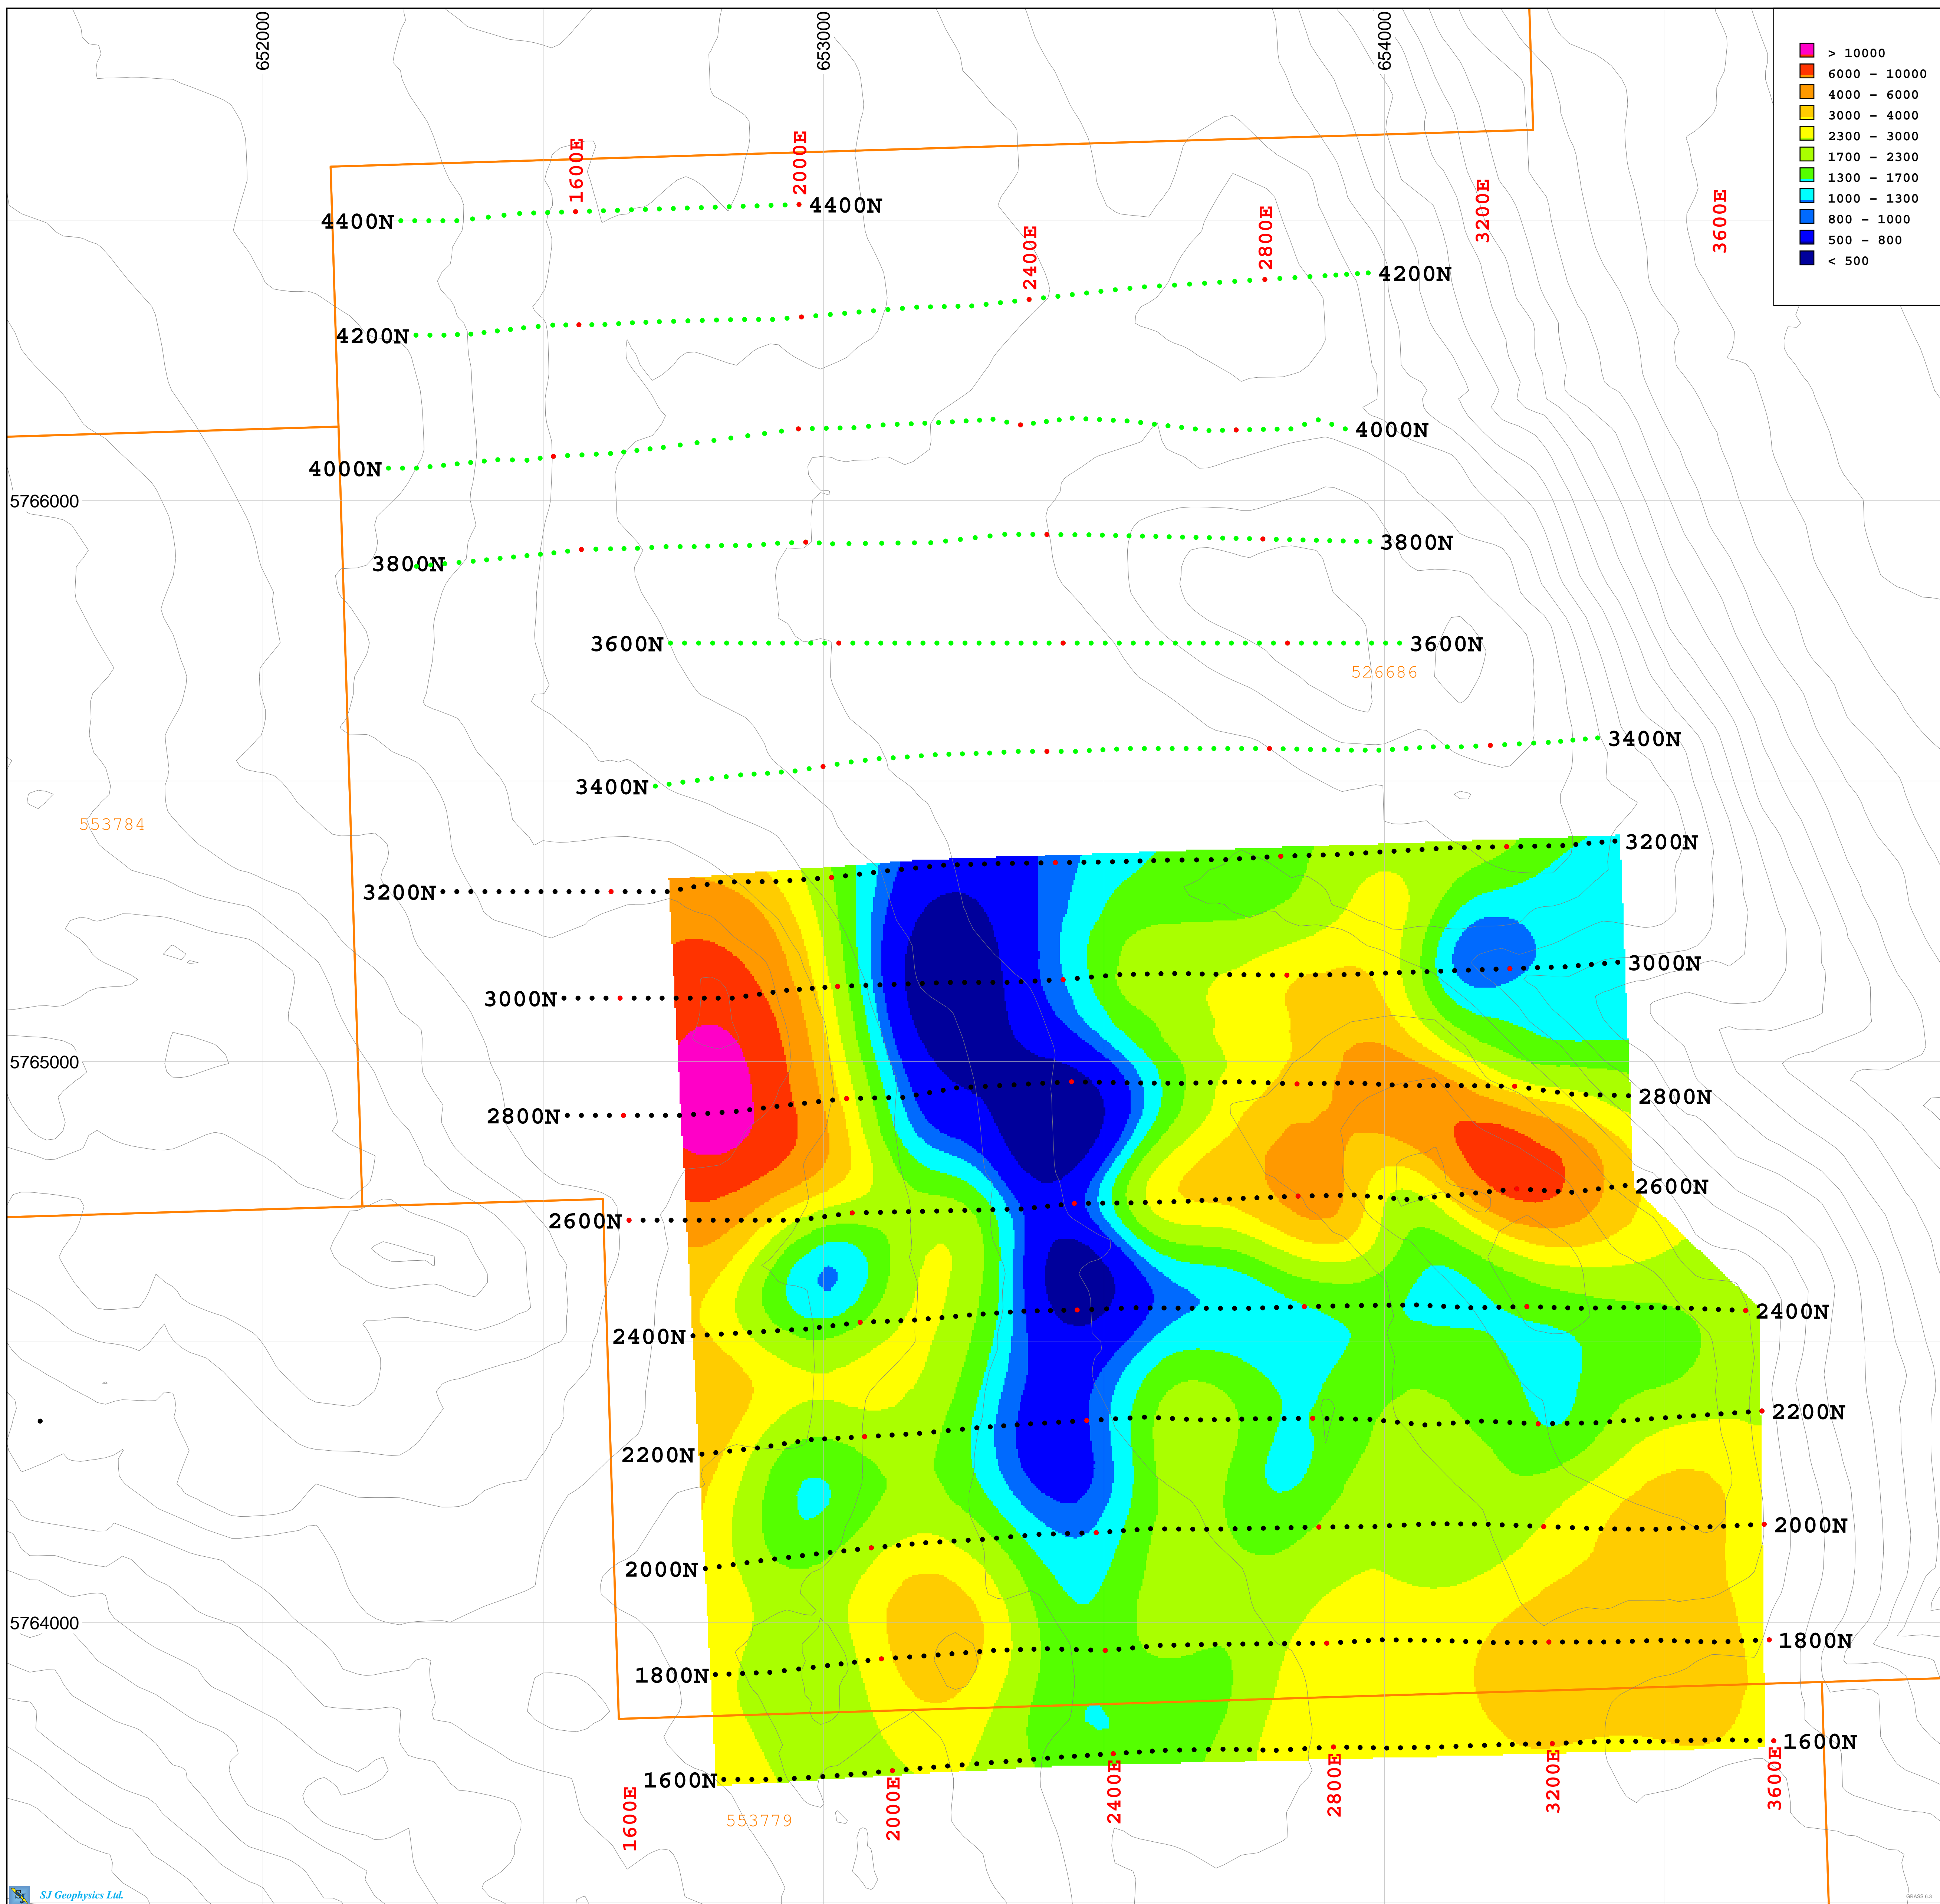 652000
653000
654000
> 10000
6000 - 10000
4000 - 6000
3000 - 4000
2300 - 3000
1700 - 2300
1300 - 1700
1000 - 1300
800 - 1000
500 - 800
< 500
1600E
2000E
2400E
2800E
3200E
3600E
4400N
4400N
4200N
4200N
4000N
4000N
5766000
3800N
3800N
3600N
3600N
526686
3400N
3400N
553784
3200N
3200N
3000N
3000N
5765000
2800N
2800N
2600N
2600N
2400N
2400N
2200N
2200N
2000N
2000N
5764000
1800N
1800N
1600N
1600N
1600E
2000E
2400E
2800E
3200E
3600E
553779
SJ Geophysics Ltd.
GRASS 6.3